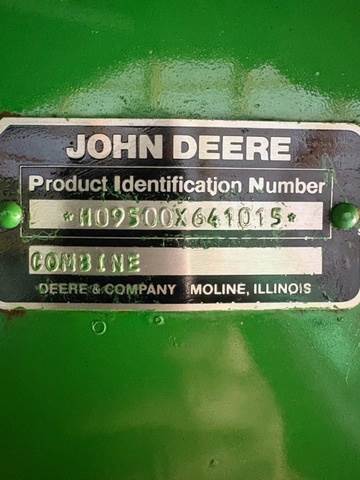 JOHN DEERE
Product Identification Number
*H09500X641015*
COMBINE
DEERE & COMPANY MOLINE, ILLINOIS